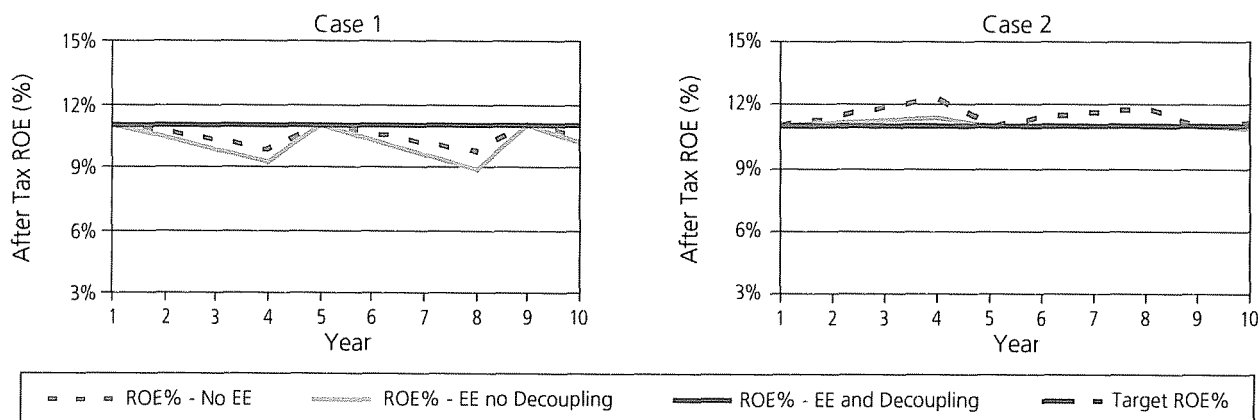 Case 1
15%
12%
9%
6%
3%
After Tax ROE (%)
1 2 3 4 5 6 7 8 9 10
Year
Case 2
15%
12%
9%
6%
3%
After Tax ROE (%)
1 2 3 4 5 6 7 8 9 10
Year
ROE% - No EE
ROE% - EE no Decoupling
ROE% - EE and Decoupling
Target ROE%